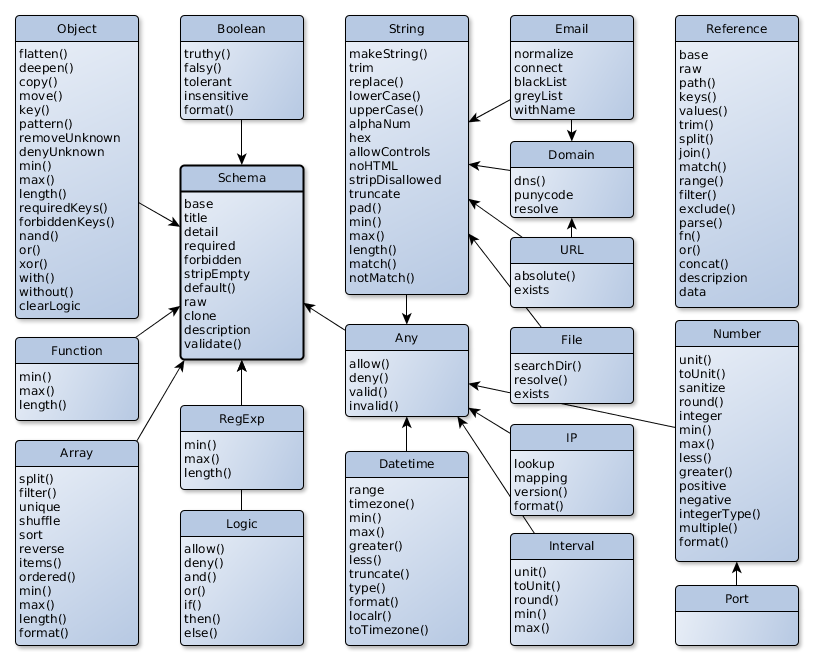 Object
flatten()
deepen()
copy()
move()
key()
pattern()
removeUnknown
denyUnknown
min()
max()
length()
requiredKeys()
forbiddenKeys()
nand()
or()
xor()
with()
without()
clearLogic
Function
min()
max()
length()
Array
split()
filter()
unique
shuffle
sort
reverse
items()
ordered()
min()
max()
length()
format()
Boolean
truthy()
falsy()
tolerant
insensitive
format()
Schema
base
title
detail
required
forbidden
stripEmpty
default()
raw
clone
description
validate()
RegExp
min()
max()
length()
Logic
allow()
deny()
and()
or()
if()
then()
else()
String
makeString()
trim
replace()
lowerCase()
upperCase()
alphaNum
hex
allowControls
noHTML
stripDisallowed
truncate
pad()
min()
max()
length()
match()
notMatch()
Any
allow()
deny()
valid()
invalid()
Datetime
range
timezone()
min()
max()
greater()
less()
truncate()
type()
format()
localr()
toTimezone()
Email
normalize
connect
blackList
greyList
withName
Domain
dns()
punycode
resolve
URL
absolute()
exists
File
searchDir()
resolve()
exists
IP
lookup
mapping
version()
format()
Interval
unit()
toUnit()
round()
min()
max()
Reference
base
raw
path()
keys()
values()
trim()
split()
join()
match()
range()
filter()
exclude()
parse()
fn()
or()
concat()
descripzion
data
Number
unit()
toUnit()
sanitize
round()
integer
min()
max()
less()
greater()
positive
negative
integerType()
multiple()
format()
Port